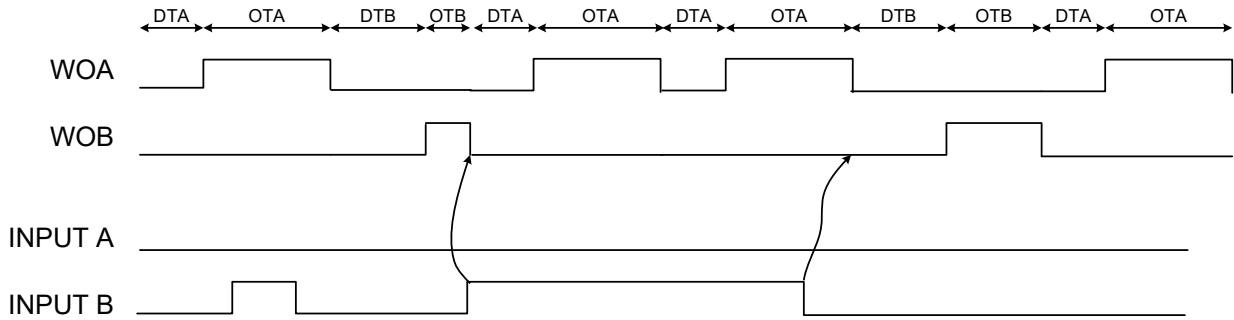 DTA OTA DTB OTB DTA OTA DTA OTA DTB OTB DTA OTA
WOA
WOB
INPUT A
INPUT B